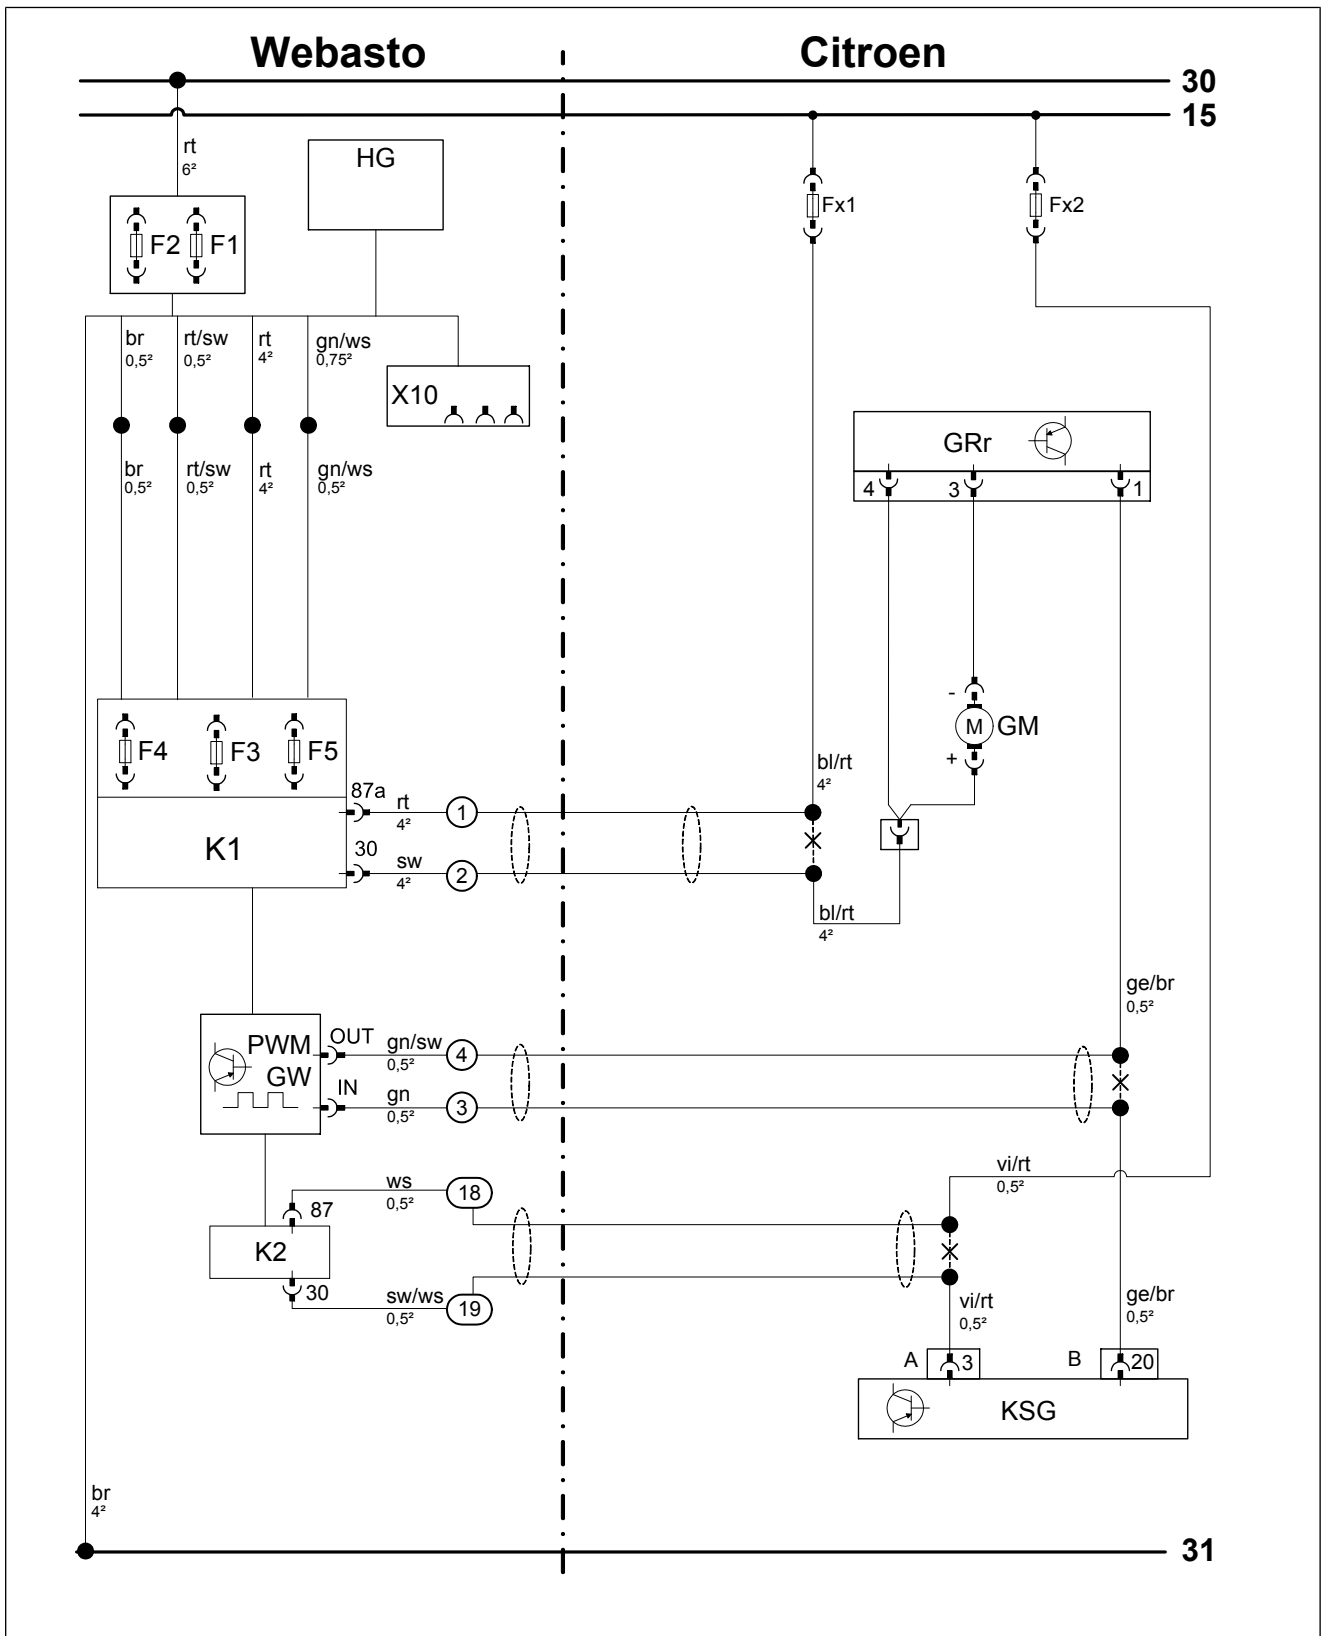 Webasto
Citroen
30
15
rt
6²
HG
Fx1
Fx2
F2
F1
br
0,5²
rt/sw
0,5²
rt
4²
gn/ws
0,75²
X10
GRr
4
3
1
br
0,5²
rt/sw
0,5²
rt
4²
gn/ws
0,5²
-
M
GM
+
F4
F3
F5
bl/rt
4²
87a
rt
4²
1
K1
30
sw
4²
2
bl/rt
4²
ge/br
0,5²
PWM
GW
OUT
gn/sw
0,5²
4
IN
gn
0,5²
3
vi/rt
0,5²
ws
0,5²
18
87
K2
30
sw/ws
0,5²
19
vi/rt
0,5²
ge/br
0,5²
A
3
B
20
KSG
br
4²
31